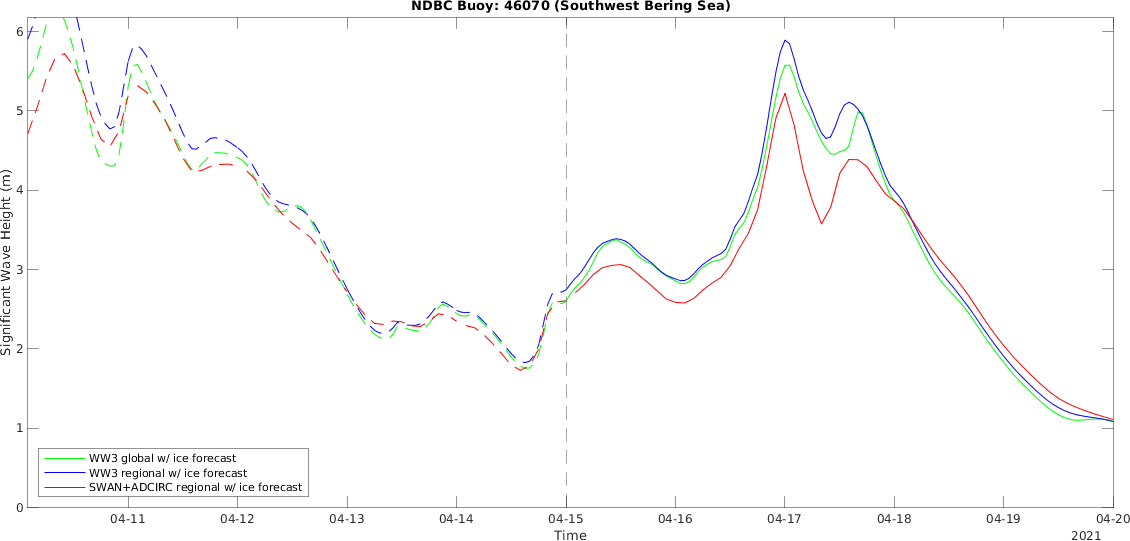 NDBC Buoy: 46070 (Southwest Bering Sea)
Significant Wave Height (m)
6
5
4
3
2
1
0
WW3 global w/ ice forecast
WW3 regional w/ ice forecast
SWAN+ADCIRC regional w/ ice forecast
04-11 04-12 04-13 04-14 04-15 04-16 04-17 04-18 04-19 04-20
Time
2021